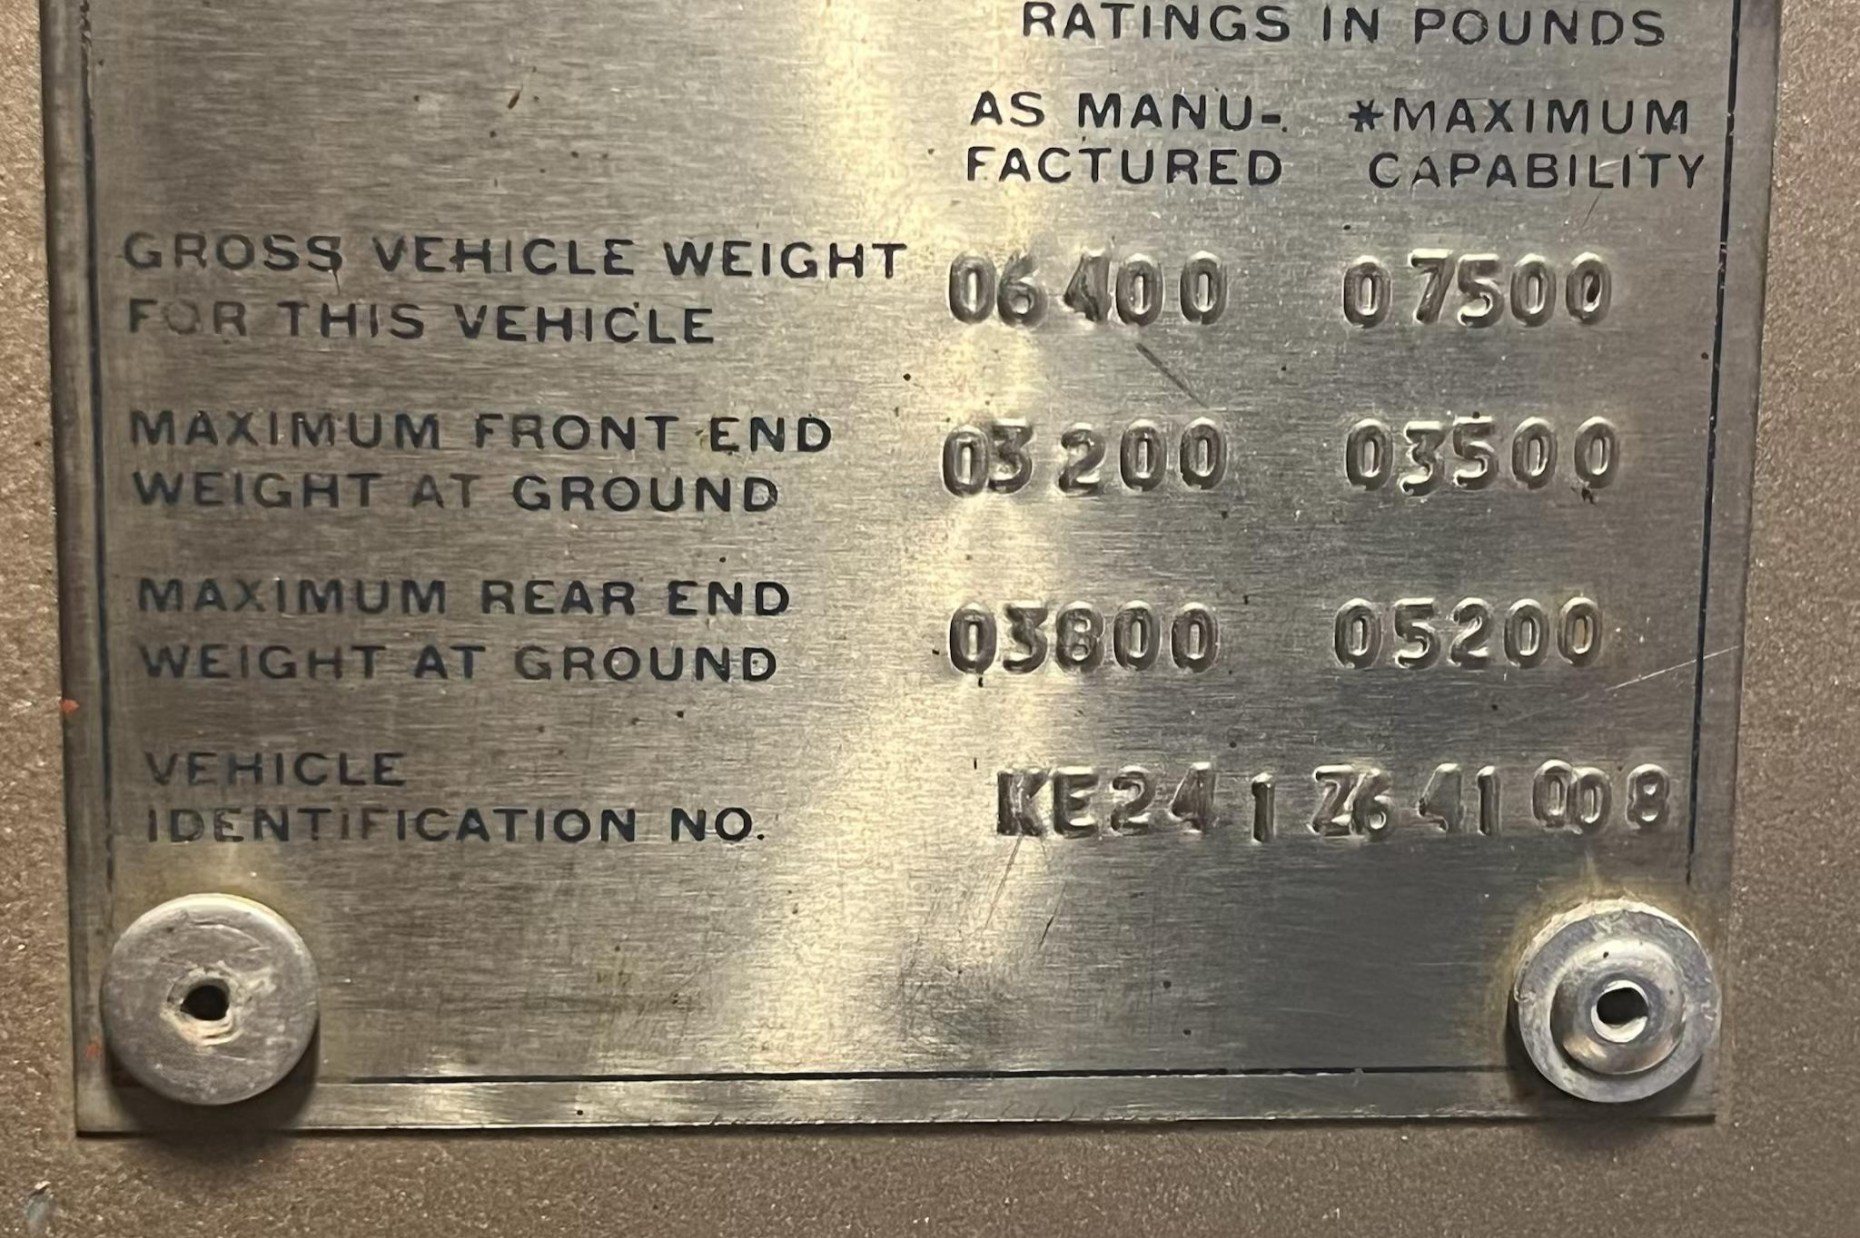 RATINGS IN POUNDS
AS MANU- *MAXIMUM
FACTURED CAPABILITY
GROSS VEHICLE WEIGHT 06400 07500
FOR THIS VEHICLE
MAXIMUM FRONT END 03200 03500
WEIGHT AT GROUND
MAXIMUM REAR END 03800 05200
WEIGHT AT GROUND
VEHICLE KE241Z641008
IDENTIFICATION NO.